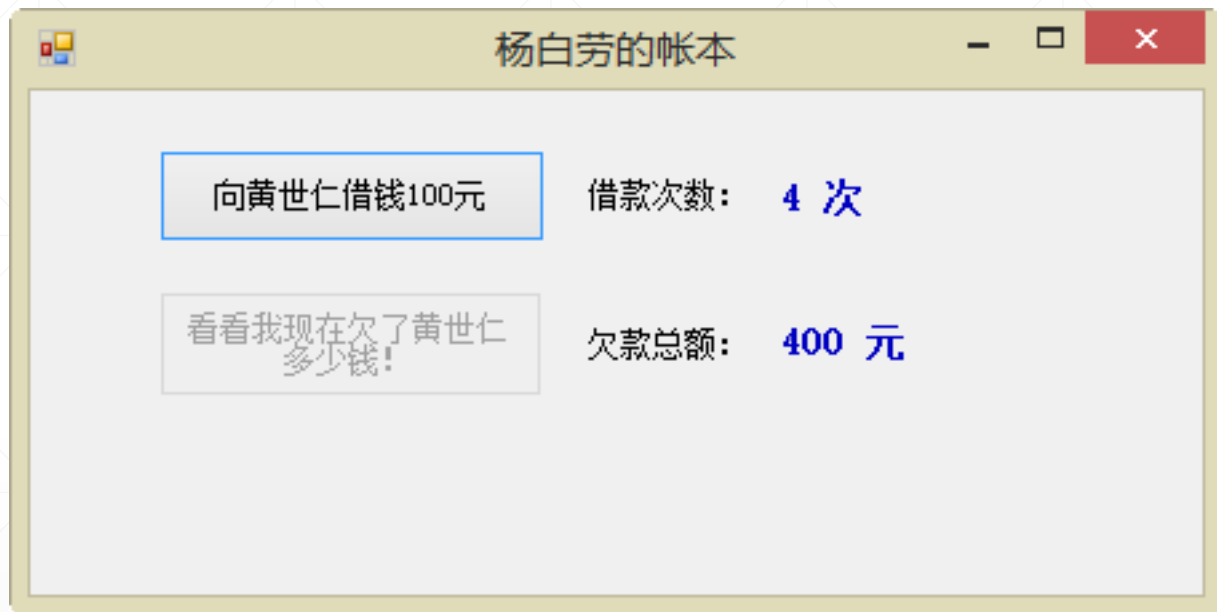 杨白劳的帐本
向黄世仁借钱100元
借款次数：
4 次
看看我现在欠了黄世仁
多少钱！
欠款总额：
400 元